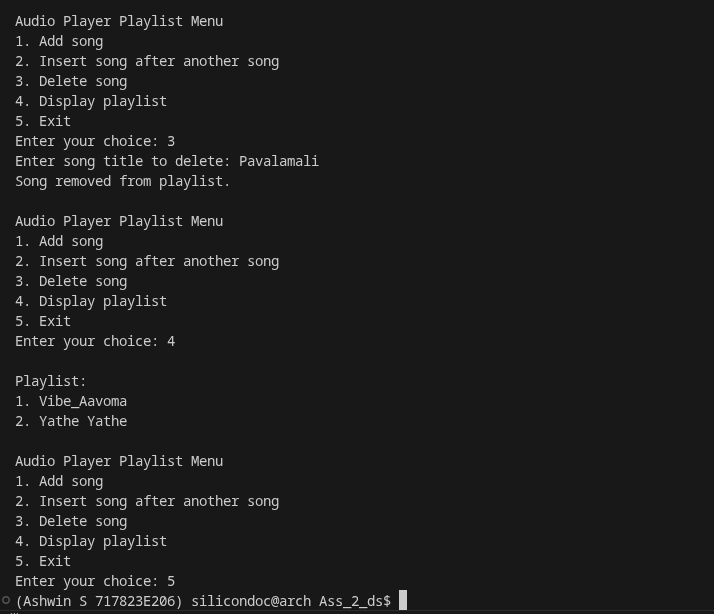 Audio Player Playlist Menu
1. Add song
2. Insert song after another song
3. Delete song
4. Display playlist
5. Exit
Enter your choice: 3
Enter song title to delete: Pavalamali
Song removed from playlist.
Audio Player Playlist Menu
1. Add song
2. Insert song after another song
3. Delete song
4. Display playlist
5. Exit
Enter your choice: 4
Playlist:
1. Vibe_Aavoma
2. Yathe Yathe
Audio Player Playlist Menu
1. Add song
2. Insert song after another song
3. Delete song
4. Display playlist
5. Exit
Enter your choice: 5
(Ashwin S 717823E206) silicondoc@arch Ass_2_ds$